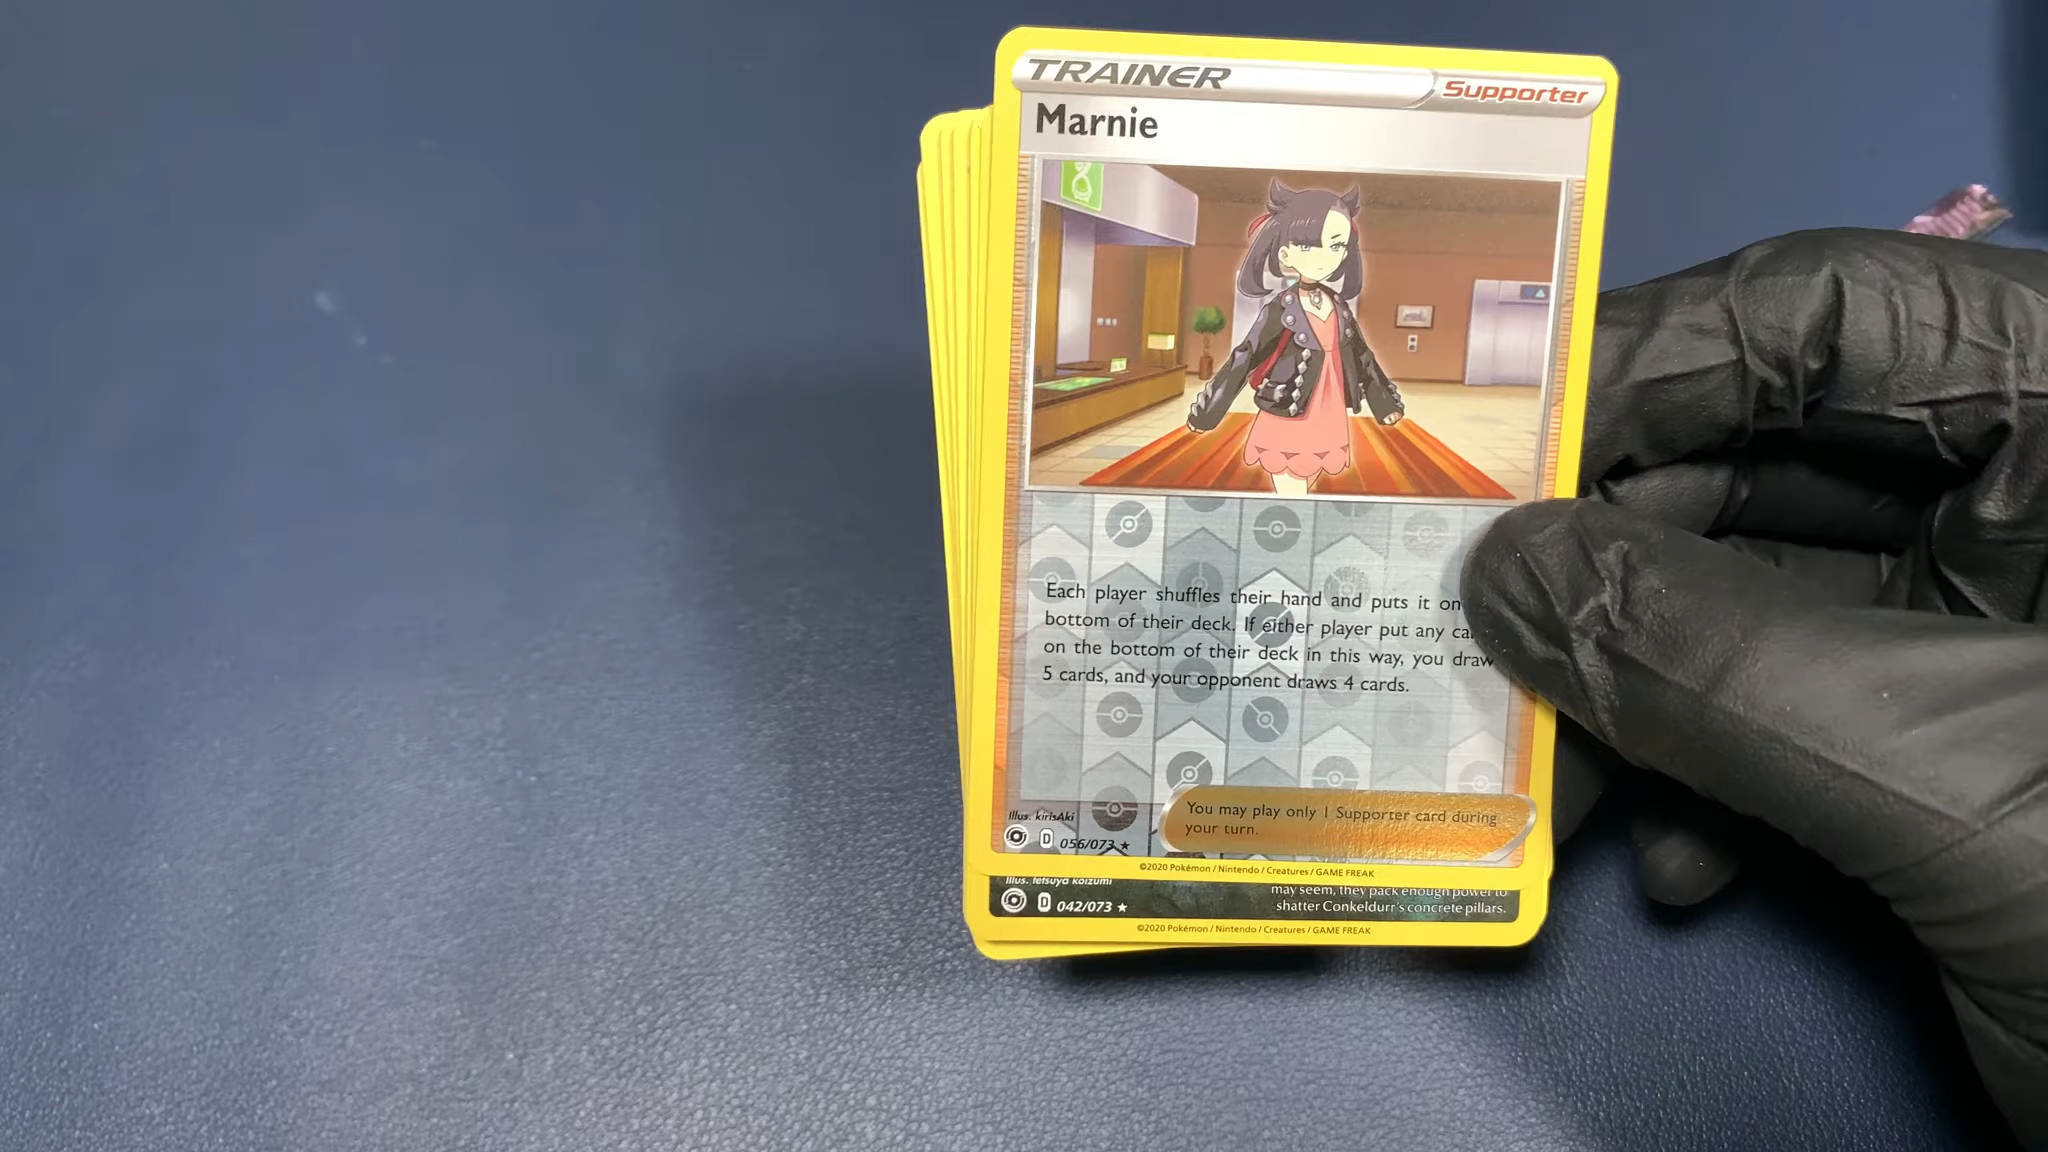 TRAINER
Supporter
Marnie
Each player shuffles their hand and puts it on
bottom of their deck. If either player put any
on the bottom of their deck in this way, you draw
5 cards, and your opponent draws 4 cards.
You may play only 1 Supporter card during
your turn.
Illus. kirisAki
D 056/073 ★
©2020 Pokémon / Nintendo / Creatures / GAME FREAK
Illus. Tetsuya Koizumi
may seem, they pack enough power to
shatter Conkeldurr's concrete pillars.
D 042/073 ★
©2020 Pokémon / Nintendo / Creatures / GAME FREAK